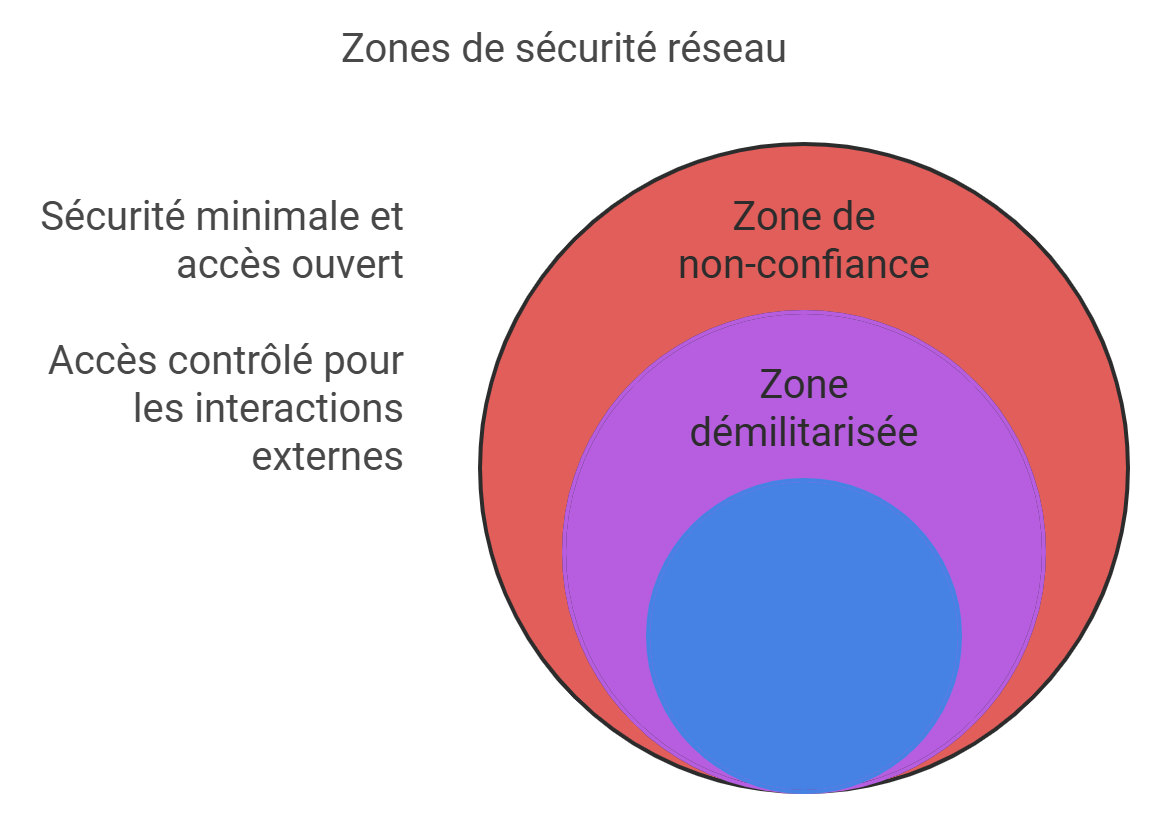 Zones de sécurité réseau
Sécurité minimale et
accès ouvert
Zone de
non-confiance
Accès contrôlé pour
les interactions
externes
Zone
démilitarisée